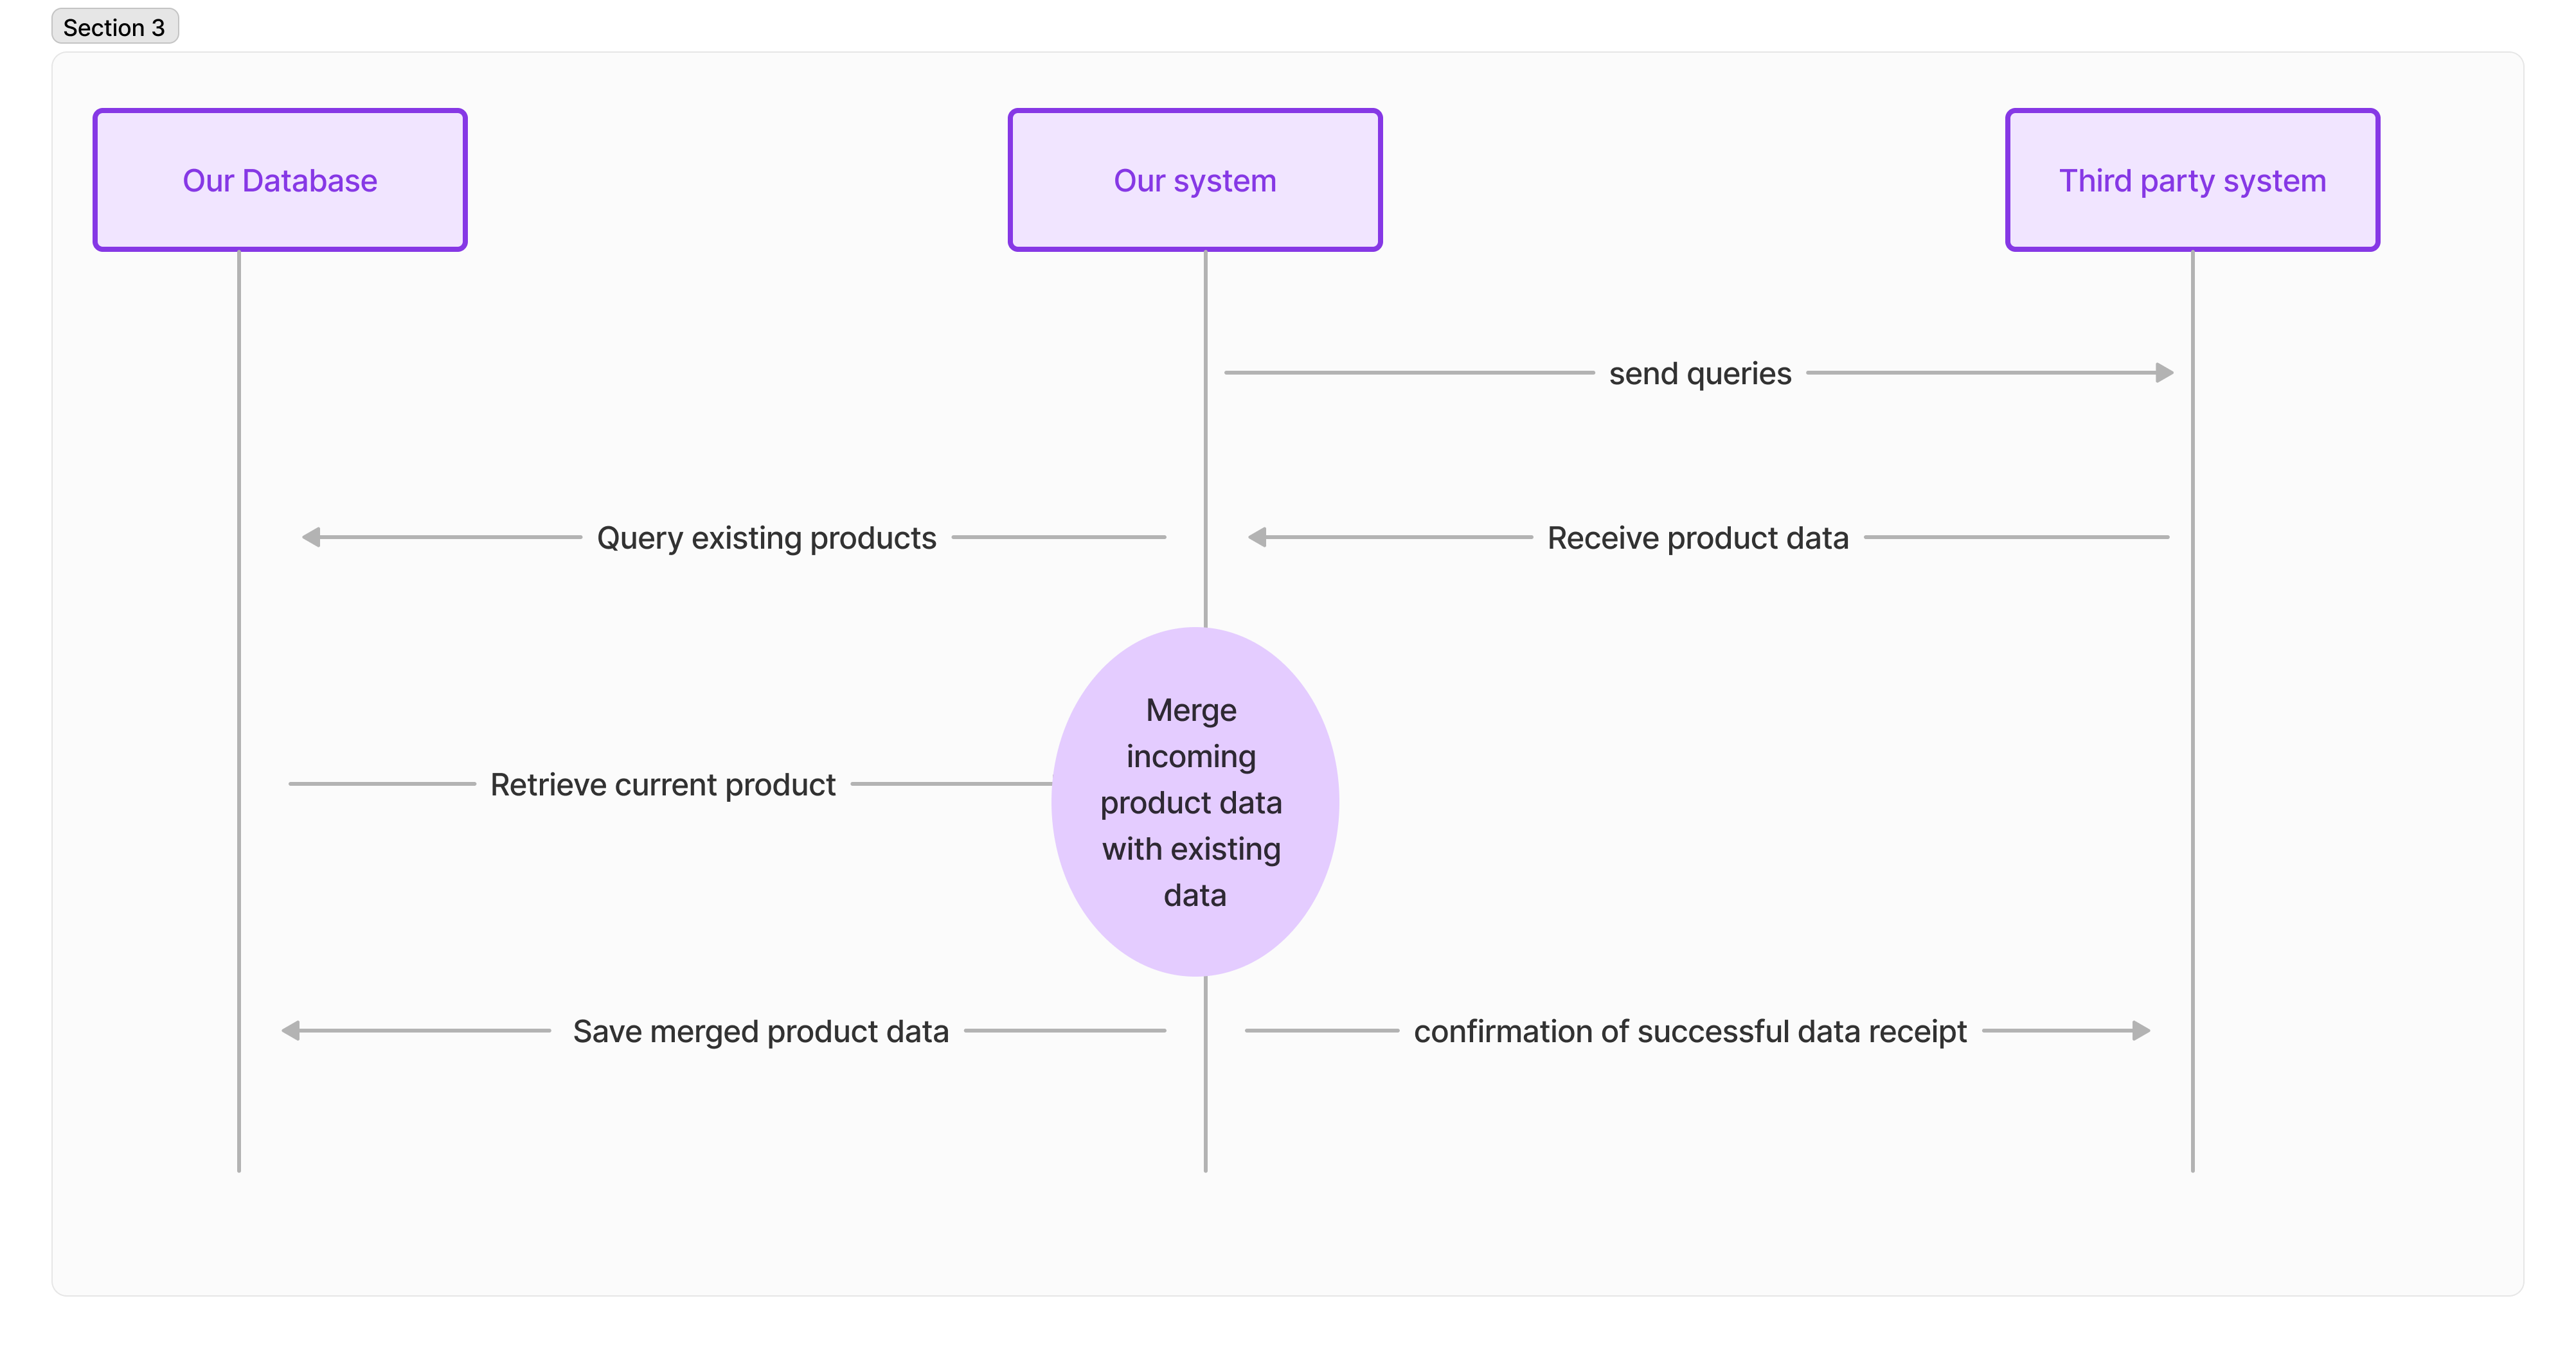 Section 3
Our Database
Our system
Third party system
send queries
Query existing products
Receive product data
Merge
incoming
product data
with existing
data
Retrieve current product
Save merged product data
confirmation of successful data receipt